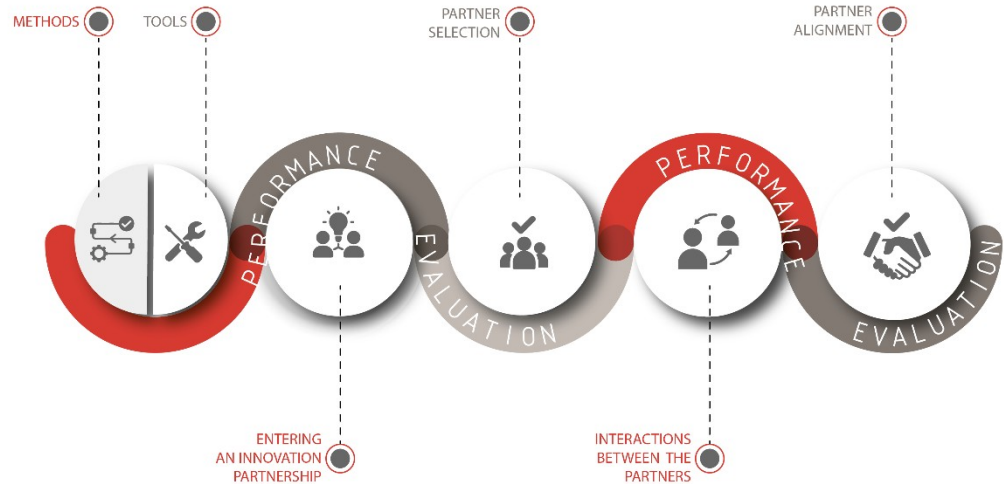 METHODS
TOOLS
PARTNER
SELECTION
PARTNER
ALIGNMENT
PERFORMANCE
EVALUATION
PERFORMANCE
EVALUATION
ENTERING
AN INNOVATION
PARTNERSHIP
INTERACTIONS
BETWEEN THE
PARTNERS